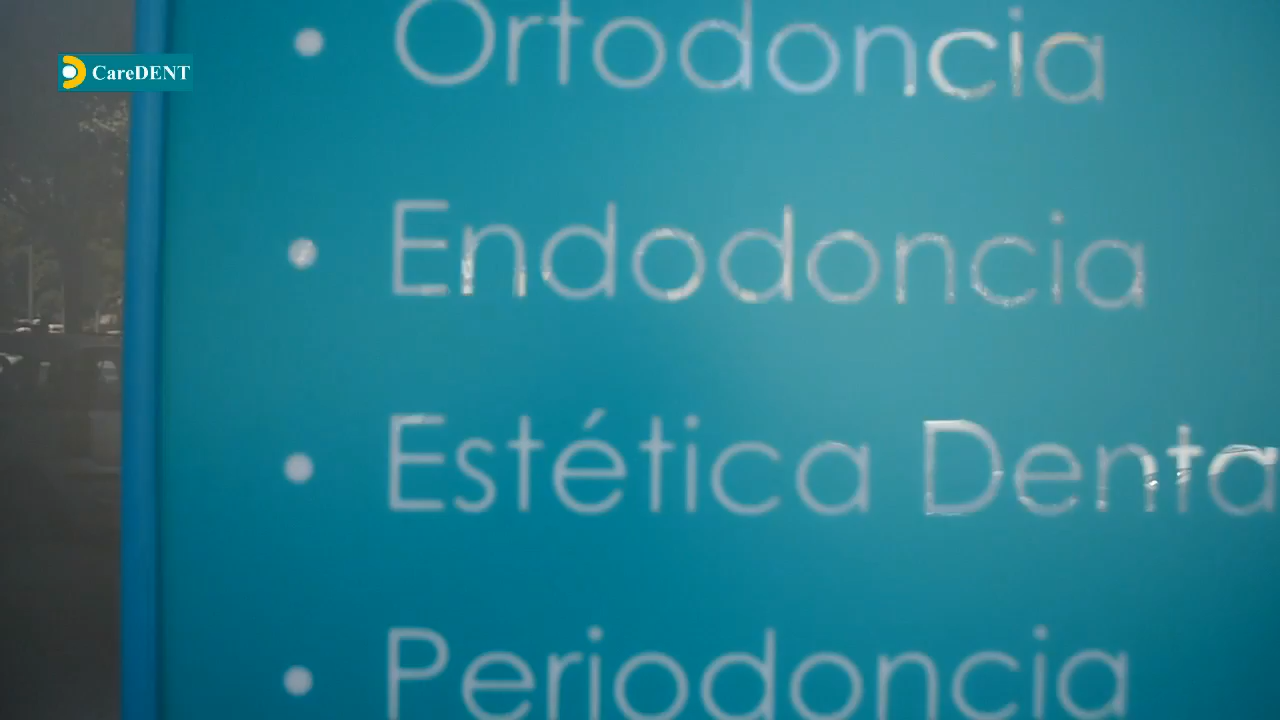 CareDENT
• Ortodoncia
• Endodoncia
• Estética Denta
• Periodoncia